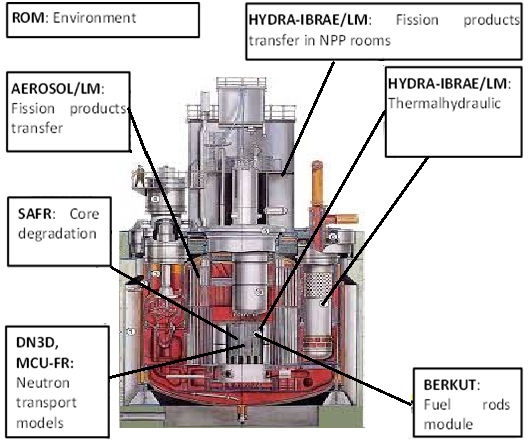 ROM: Environment
HYDRA-IBRAE/LM: Fission products
transfer in NPP rooms
AEROSOL/LM:
Fission products
transfer
HYDRA-IBRAE/LM:
Thermalhydraulic
SAFR: Core
degradation
DN3D,
MCU-FR:
Neutron
transport
models
BERKUT:
Fuel rods
module